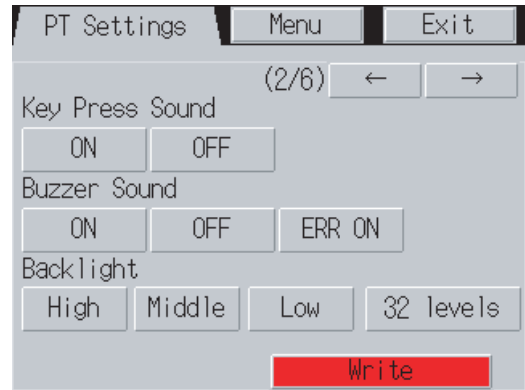 PT Settings Menu Exit
(2/6) ← →
Key Press Sound
ON OFF
Buzzer Sound
ON OFF ERR ON
Backlight
High Middle Low 32 levels
Write